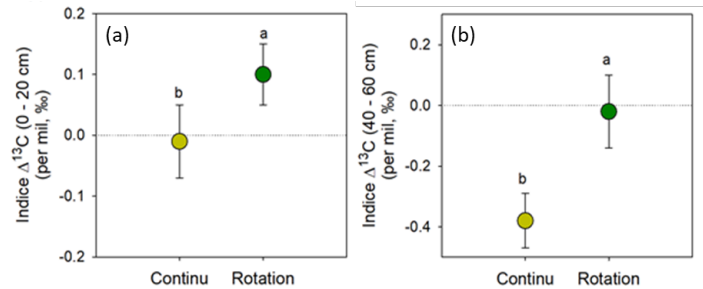 (a)
Indice Δ¹³C (0 - 20 cm)
(per mil, ‰)
0.2
0.1
0.0
-0.1
-0.2
b
a
Continu Rotation
(b)
Indice Δ¹³C (40 - 60 cm)
(per mil, ‰)
0.2
0.0
-0.2
-0.4
b
a
Continu Rotation